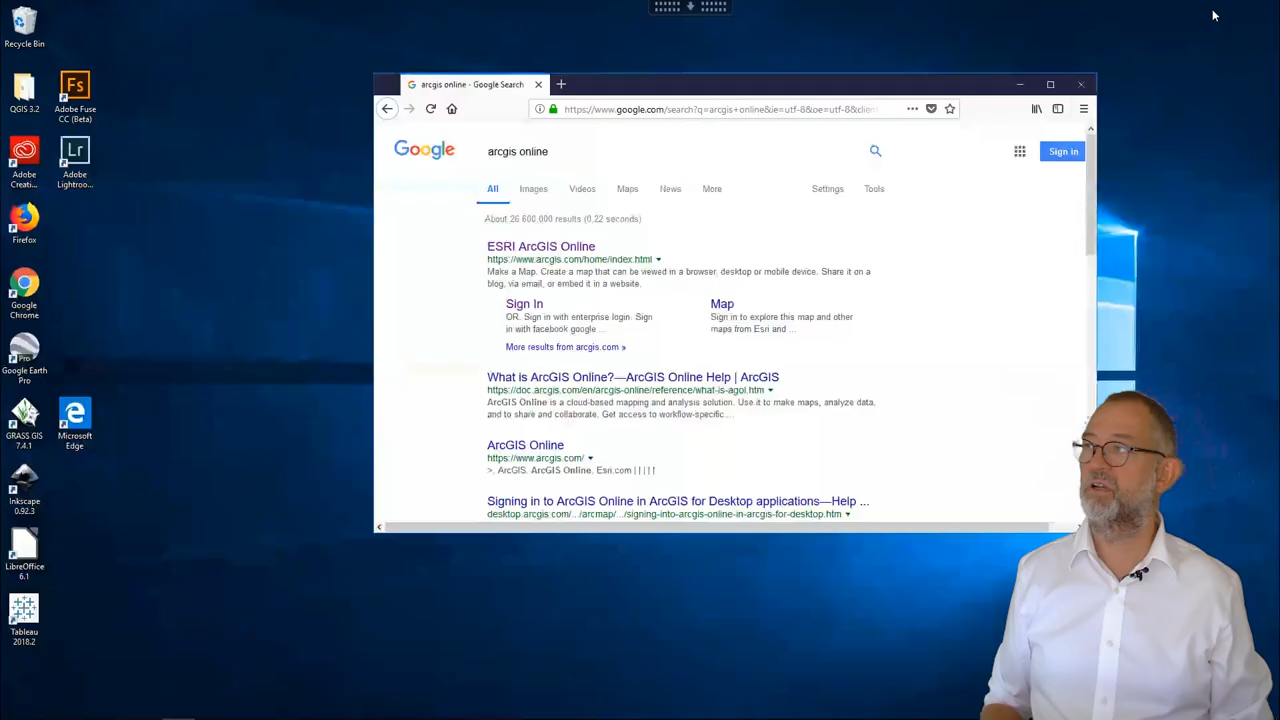 Recycle Bin
QGIS 3.2
Fs
Adobe Fuse
CC (Beta)
Adobe
Creati...
Lr
Adobe
Lightroo...
Firefox
Google
Chrome
Pro
Google Earth
Pro
GRASS GIS
7.4.1
Microsoft
Edge
Inkscape
0.92.3
LibreOffice
6.1
Tableau
2018.2
arcgis online - Google Search
https://www.google.com/search?q=arcgis+online&ie=utf-8&oe=utf-8&clien
Google
arcgis online
Sign in
All Images Videos Maps News More Settings Tools
About 26 600 000 results (0,22 seconds)
ESRI ArcGIS Online
https://www.arcgis.com/home/index.html
Make a Map. Create a map that can be viewed in a browser, desktop or mobile device. Share it on a
blog, via email, or embed it in a website.
Sign In
OR. Sign in with enterprise login. Sign
in with facebook google ...
Map
Sign in to explore this map and other
maps from Esri and ...
More results from arcgis.com »
What is ArcGIS Online?—ArcGIS Online Help | ArcGIS
https://doc.arcgis.com/en/arcgis-online/reference/what-is-agol.htm
ArcGIS Online is a cloud-based mapping and analysis solution. Use it to make maps, analyze data,
and to share and collaborate. Get access to workflow-specific....
ArcGIS Online
https://www.arcgis.com/
>. ArcGIS. ArcGIS Online. Esri.com | | | | |
Signing in to ArcGIS Online in ArcGIS for Desktop applications—Help ...
desktop.arcgis.com/.../arcmap/.../signing-into-arcgis-online-in-arcgis-for-desktop.htm